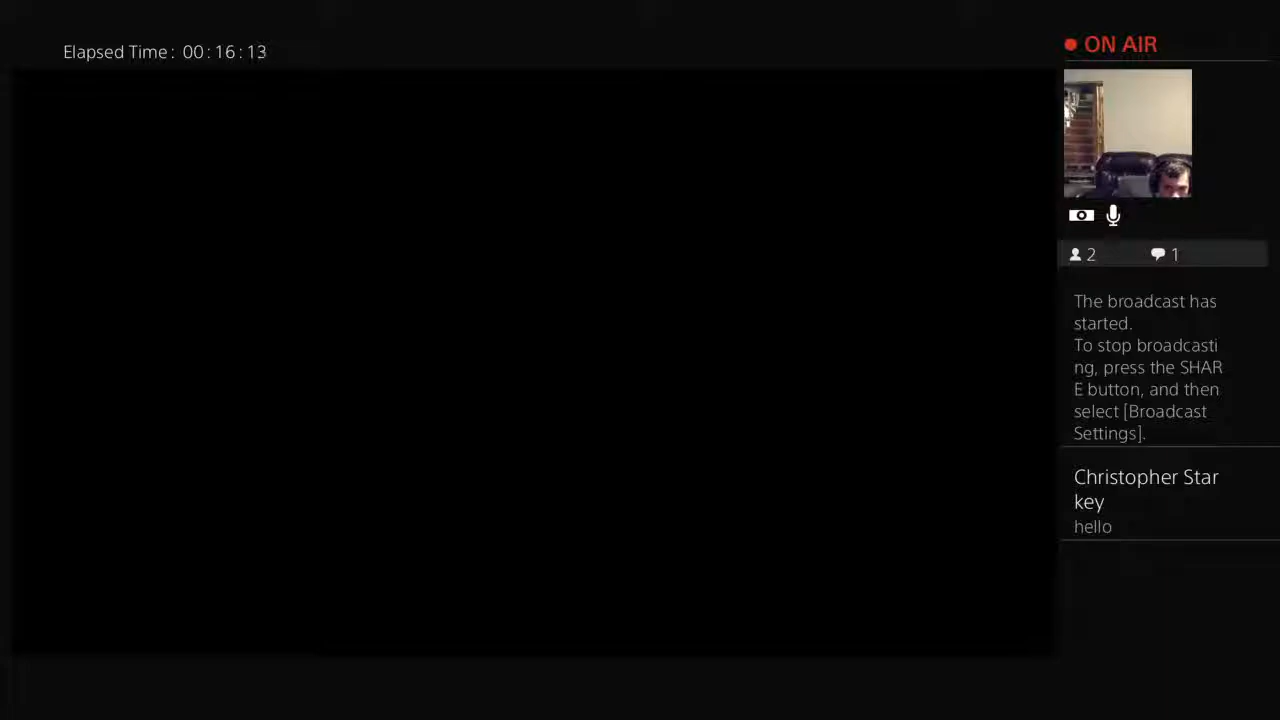 Elapsed Time: 00:16:13
ON AIR
2 1
The broadcast has
started.
To stop broadcasti
ng, press the SHAR
E button, and then
select [Broadcast
Settings].
Christopher Star
key
hello